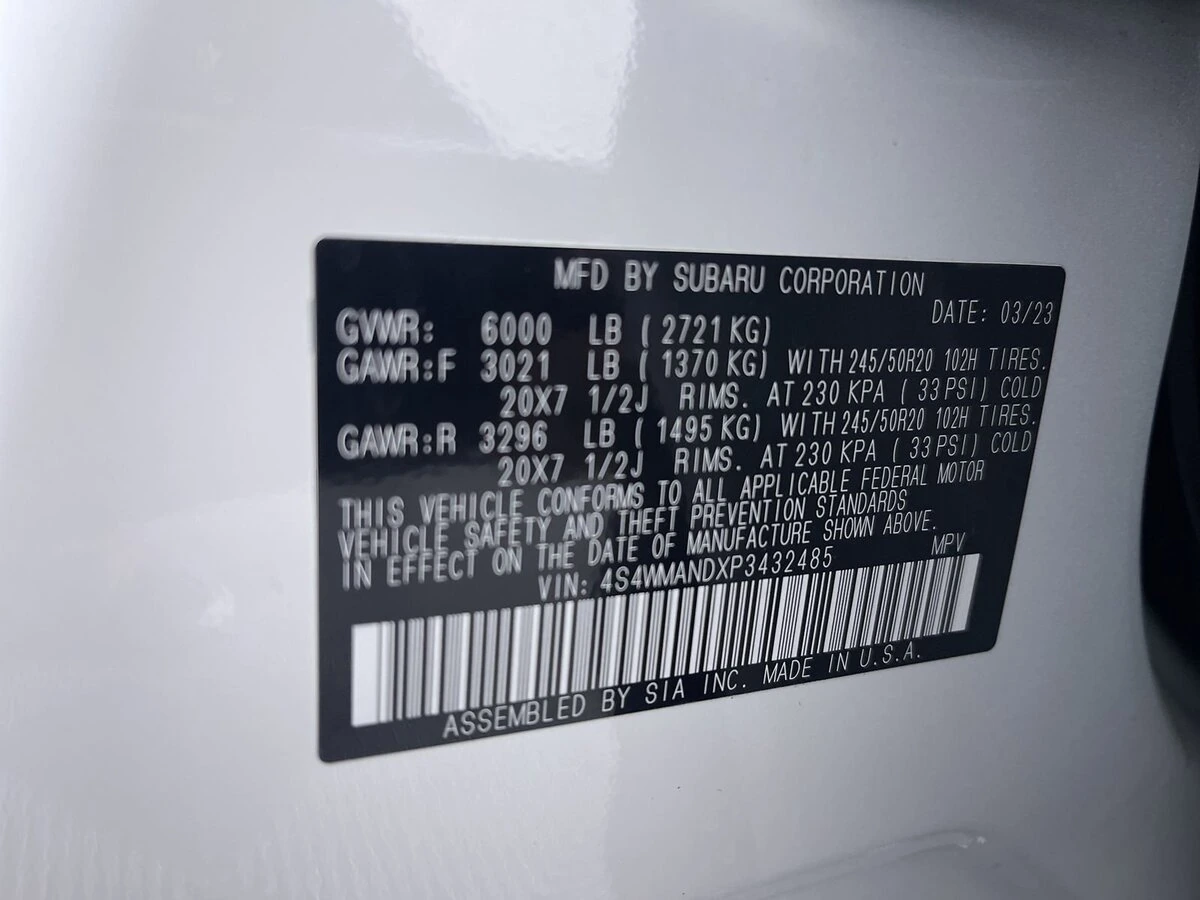 MFD BY SUBARU CORPORATION
DATE: 03/23
GVWR: 6000 LB ( 2721 KG)
GAWR:F 3021 LB ( 1370 KG) WITH 245/50R20 102H TIRES.
20X7 1/2J RIMS. AT 230 KPA ( 33 PSI) COLD
GAWR:R 3296 LB ( 1495 KG) WITH 245/50R20 102H TIRES.
20X7 1/2J RIMS. AT 230 KPA ( 33 PSI) COLD
THIS VEHICLE CONFORMS TO ALL APPLICABLE FEDERAL MOTOR
VEHICLE SAFETY AND THEFT PREVENTION STANDARDS
IN EFFECT ON THE DATE OF MANUFACTURE SHOWN ABOVE.
VIN: 4S4WMANDXP3432485 MPV
ASSEMBLED BY SIA INC. MADE IN U.S.A.